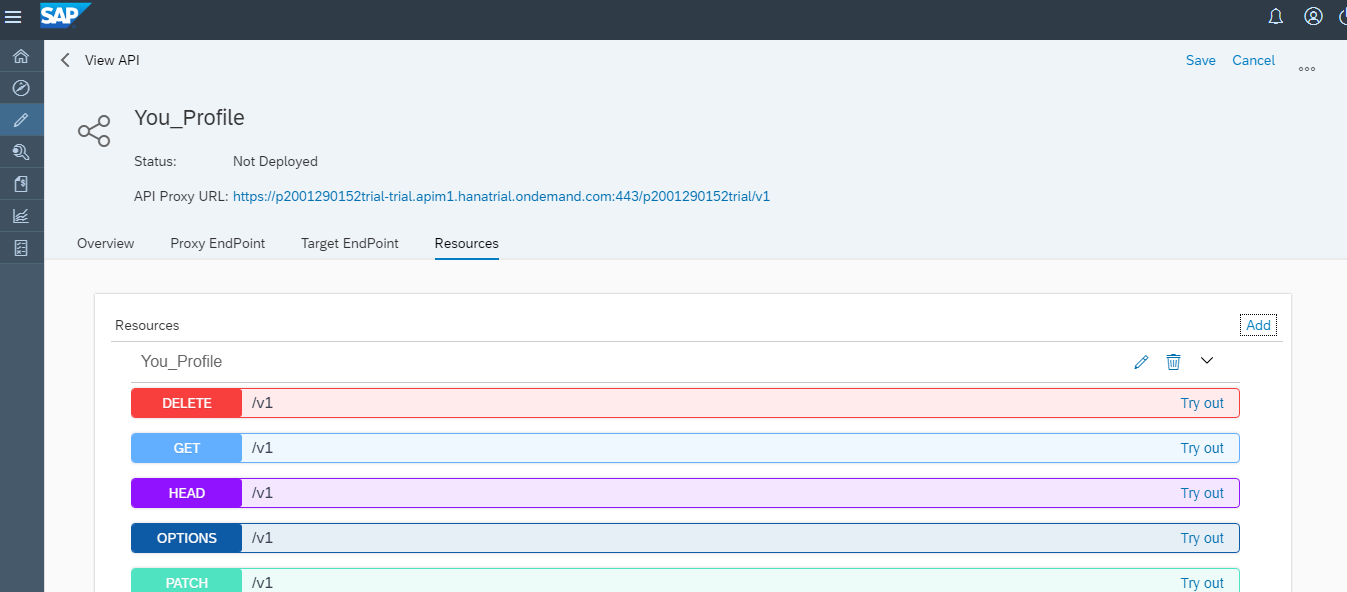 SAP
View API
Save Cancel
You_Profile
Status: Not Deployed
API Proxy URL: https://p2001290152trial-trial.apim1.hanatrial.ondemand.com:443/p2001290152trial/v1
Overview Proxy EndPoint Target EndPoint Resources
Resources Add
You_Profile
DELETE /v1 Try out
GET /v1 Try out
HEAD /v1 Try out
OPTIONS /v1 Try out
PATCH /v1 Try out